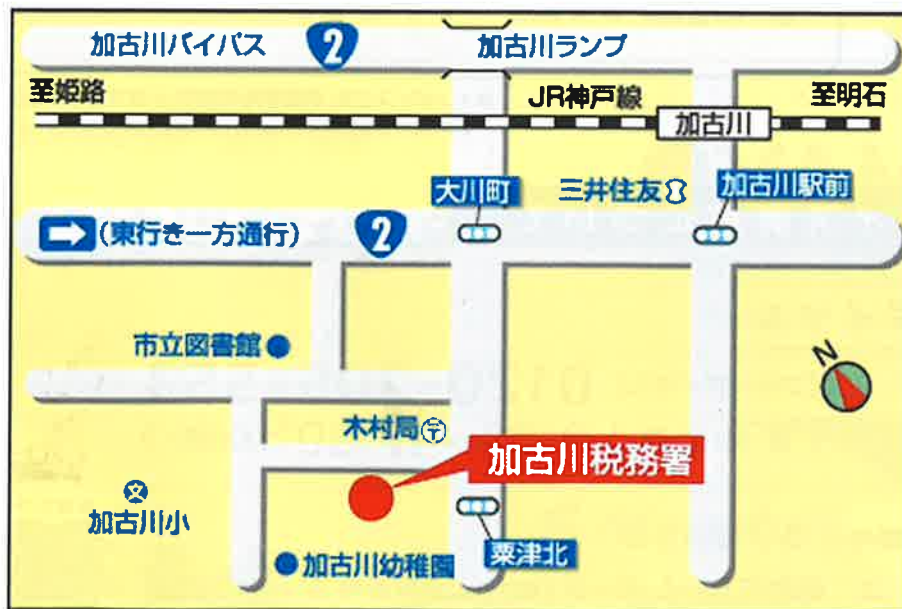 加古川バイパス 2 加古川ランプ
至姫路 JR神戸線 至明石
加古川
大川町 三井住友 加古川駅前
(東行き一方通行) 2
市立図書館
N
木村局 〒
加古川税務署
文
加古川小
粟津北
加古川幼稚園